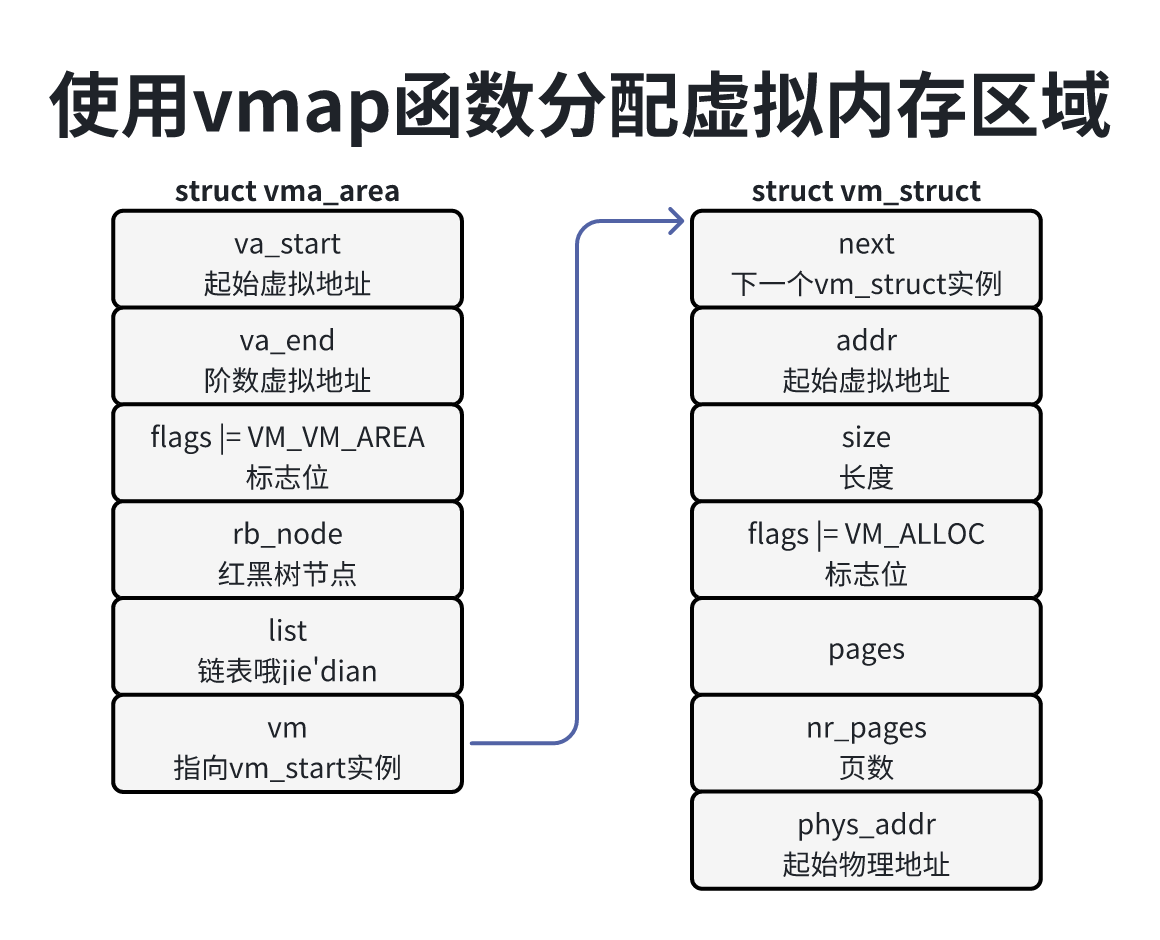 使用vmap函数分配虚拟内存区域
struct vma_area
va_start
起始虚拟地址
va_end
阶数虚拟地址
flags |= VM_VM_AREA
标志位
rb_node
红黑树节点
list
链表哦jie'dian
vm
指向vm_start实例
struct vm_struct
next
下一个vm_struct实例
addr
起始虚拟地址
size
长度
flags |= VM_ALLOC
标志位
pages
nr_pages
页数
phys_addr
起始物理地址